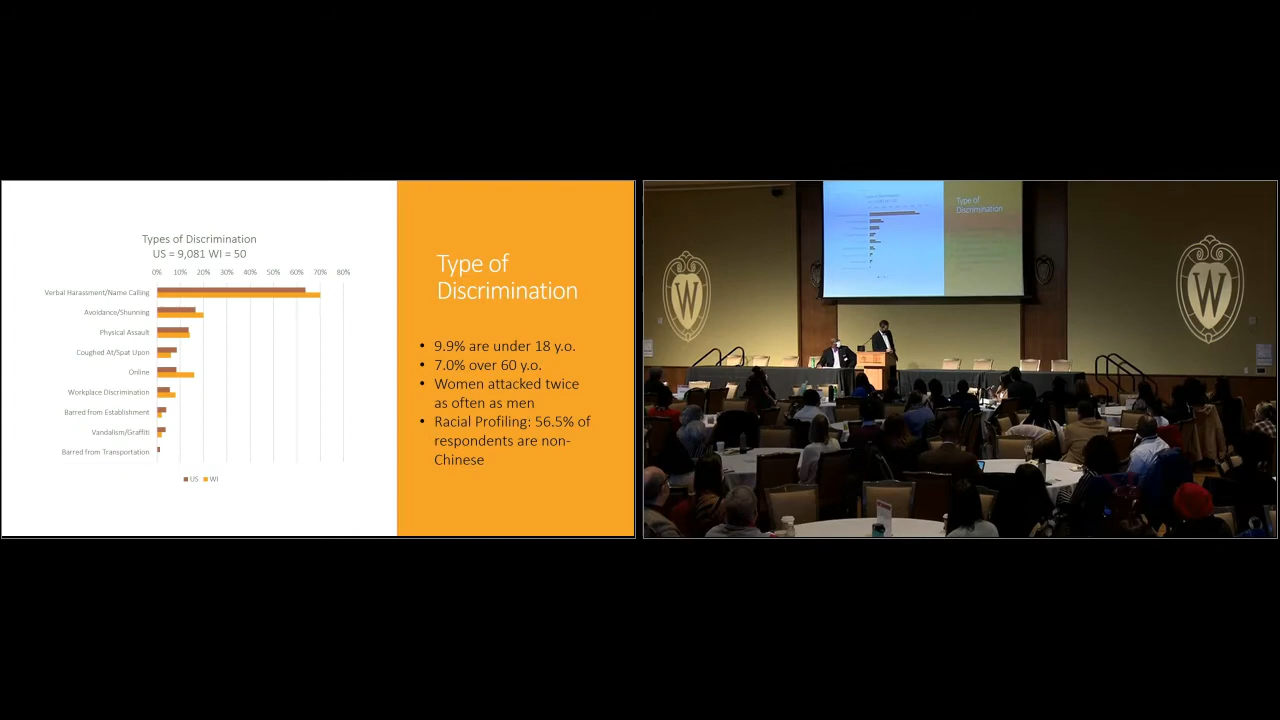 Types of Discrimination
US = 9,081 WI = 50
0% 10% 20% 30% 40% 50% 60% 70% 80%
Verbal Harassment/Name Calling
Avoidance/Shunning
Physical Assault
Coughed At/Spat Upon
Online
Workplace Discrimination
Barred from Establishment
Vandalism/Graffiti
Barred from Transportation
US WI
Type of
Discrimination
• 9.9% are under 18 y.o.
• 7.0% over 60 y.o.
• Women attacked twice
as often as men
• Racial Profiling: 56.5% of
respondents are non-
Chinese
Type of
Discrimination
W
W